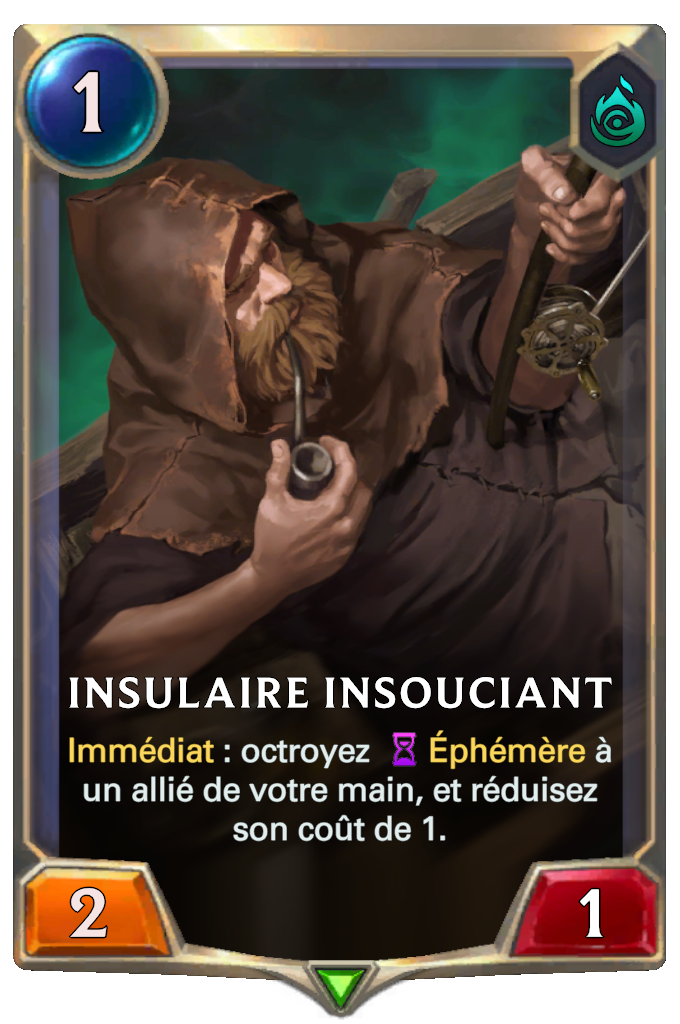 1
INSULAIRE INSOUCIANT
Immédiat : octroyez Éphémère à
un allié de votre main, et réduisez
son coût de 1.
2
1